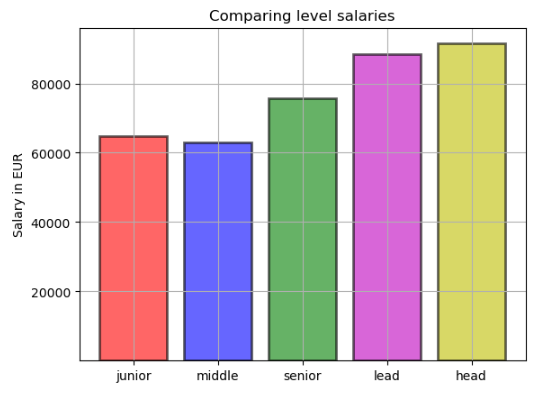 Comparing level salaries
Salary in EUR
80000
60000
40000
20000
junior middle senior lead head